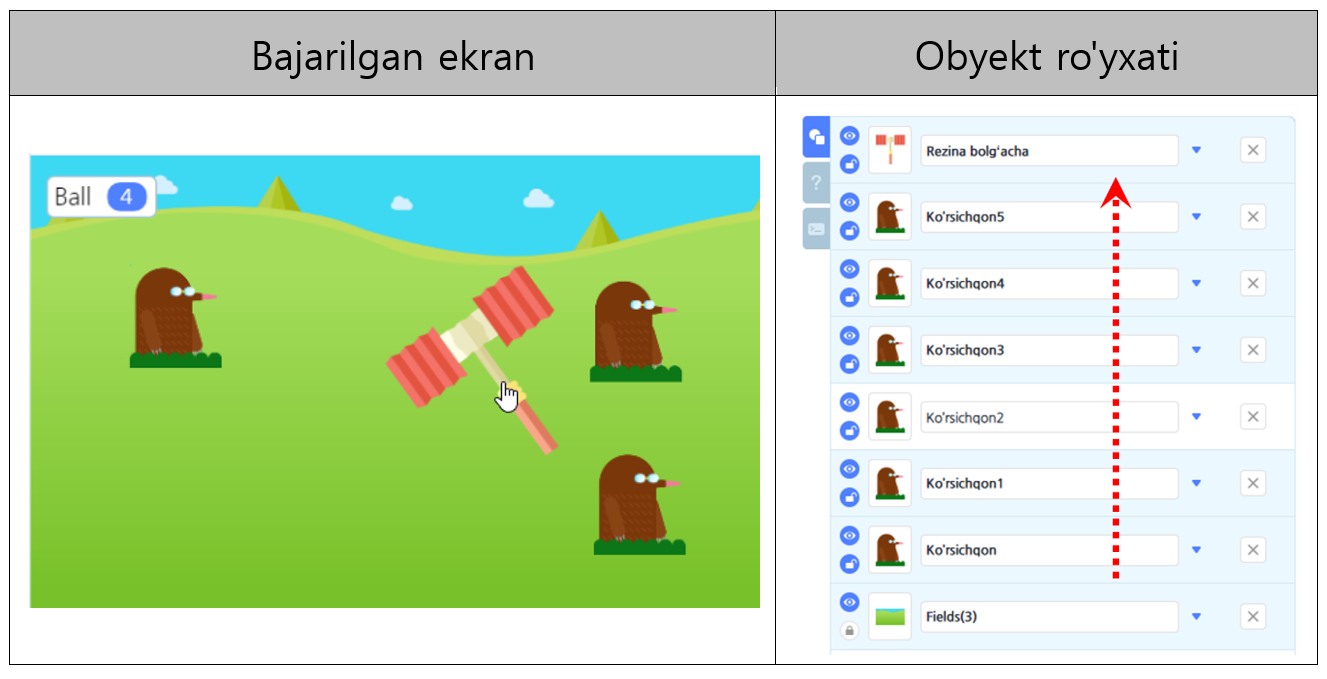 Bajarilgan ekran
Obyekt ro'yxati
Ball 4
Rezina bolg‘acha
Ko'rsichqon5
Ko'rsichqon4
Ko'rsichqon3
Ko'rsichqon2
Ko'rsichqon1
Ko'rsichqon
Fields(3)